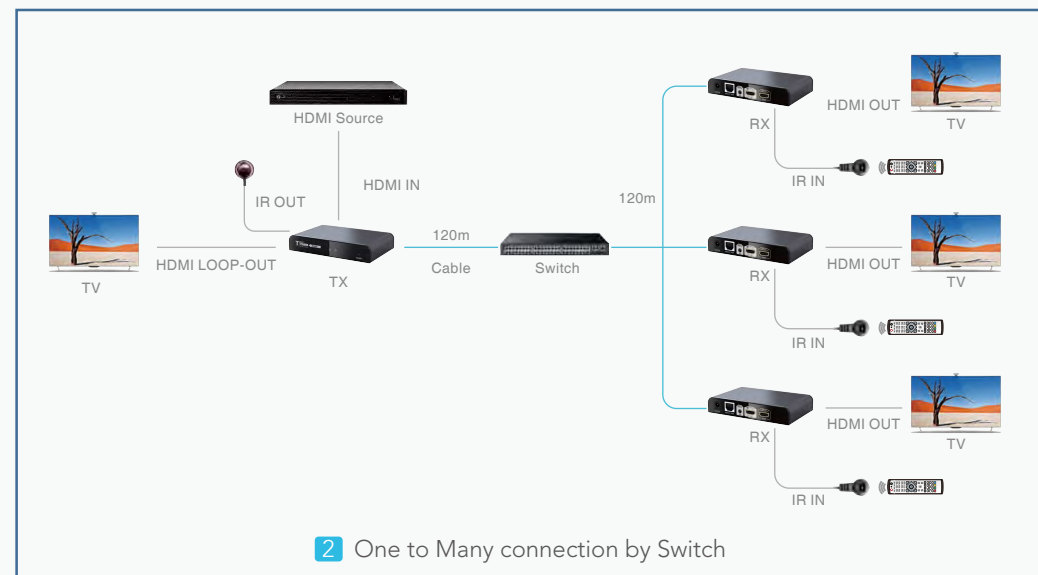 HDMI Source
HDMI IN
IR OUT
HDMI LOOP-OUT
TV
TX
120m
Cable
Switch
120m
RX
HDMI OUT
TV
IR IN
RX
HDMI OUT
TV
IR IN
RX
HDMI OUT
TV
IR IN
2 One to Many connection by Switch